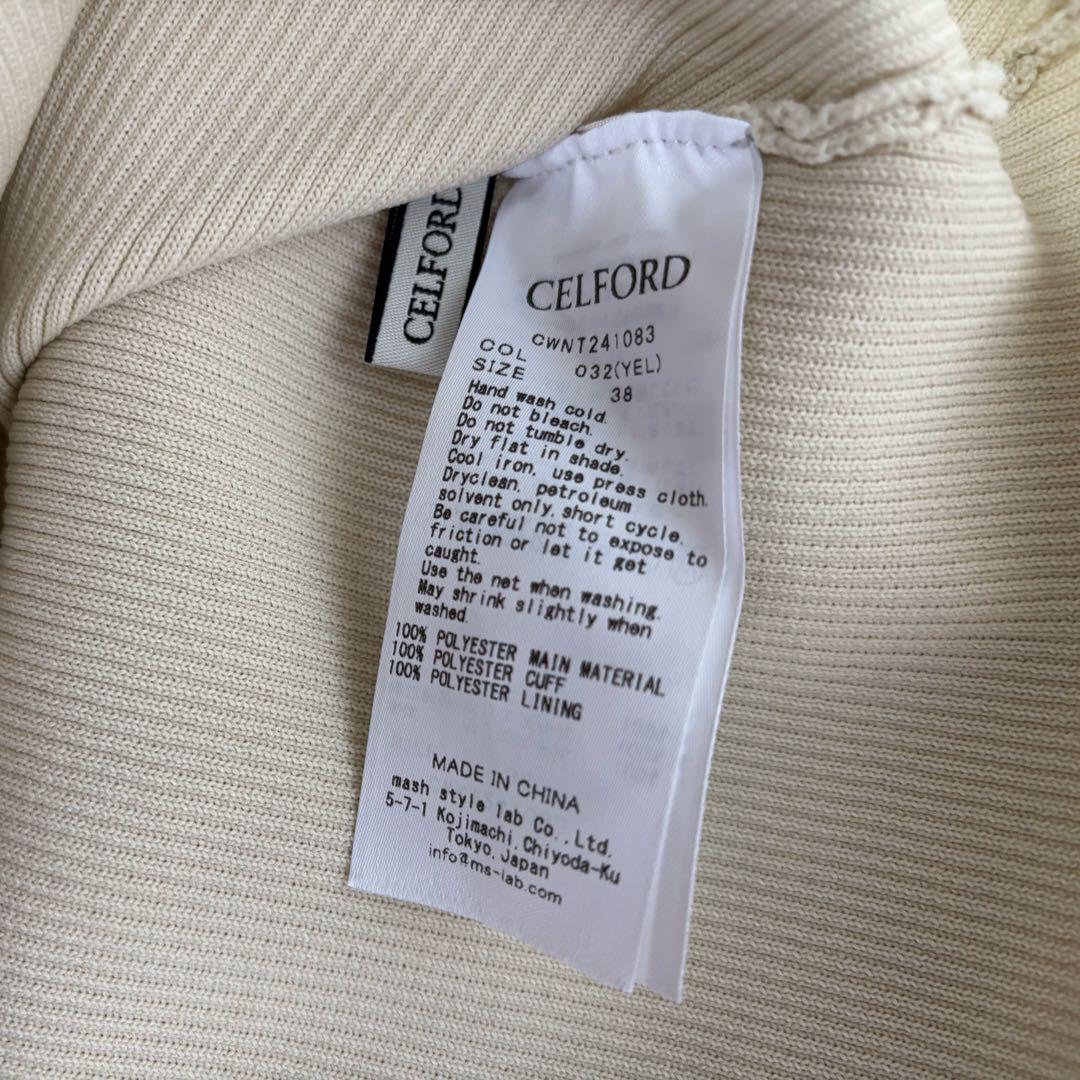 CELFORD
CELFORD
CWNT241083
COL 032(YEL)
SIZE 38
Hand wash cold.
Do not bleach.
Do not tumble dry.
Dry flat in shade.
Cool iron, use press cloth.
Dryclean, petroleum
solvent only, short cycle.
Be careful not to expose to
friction or let it get
caught.
Use the net when washing.
May shrink slightly when
washed.
100% POLYESTER MAIN MATERIAL
100% POLYESTER CUFF
100% POLYESTER LINING
MADE IN CHINA
mash style lab Co.,Ltd.
5-7-1 Kojimachi, Chiyoda-Ku
Tokyo, Japan
info@ms-lab.com